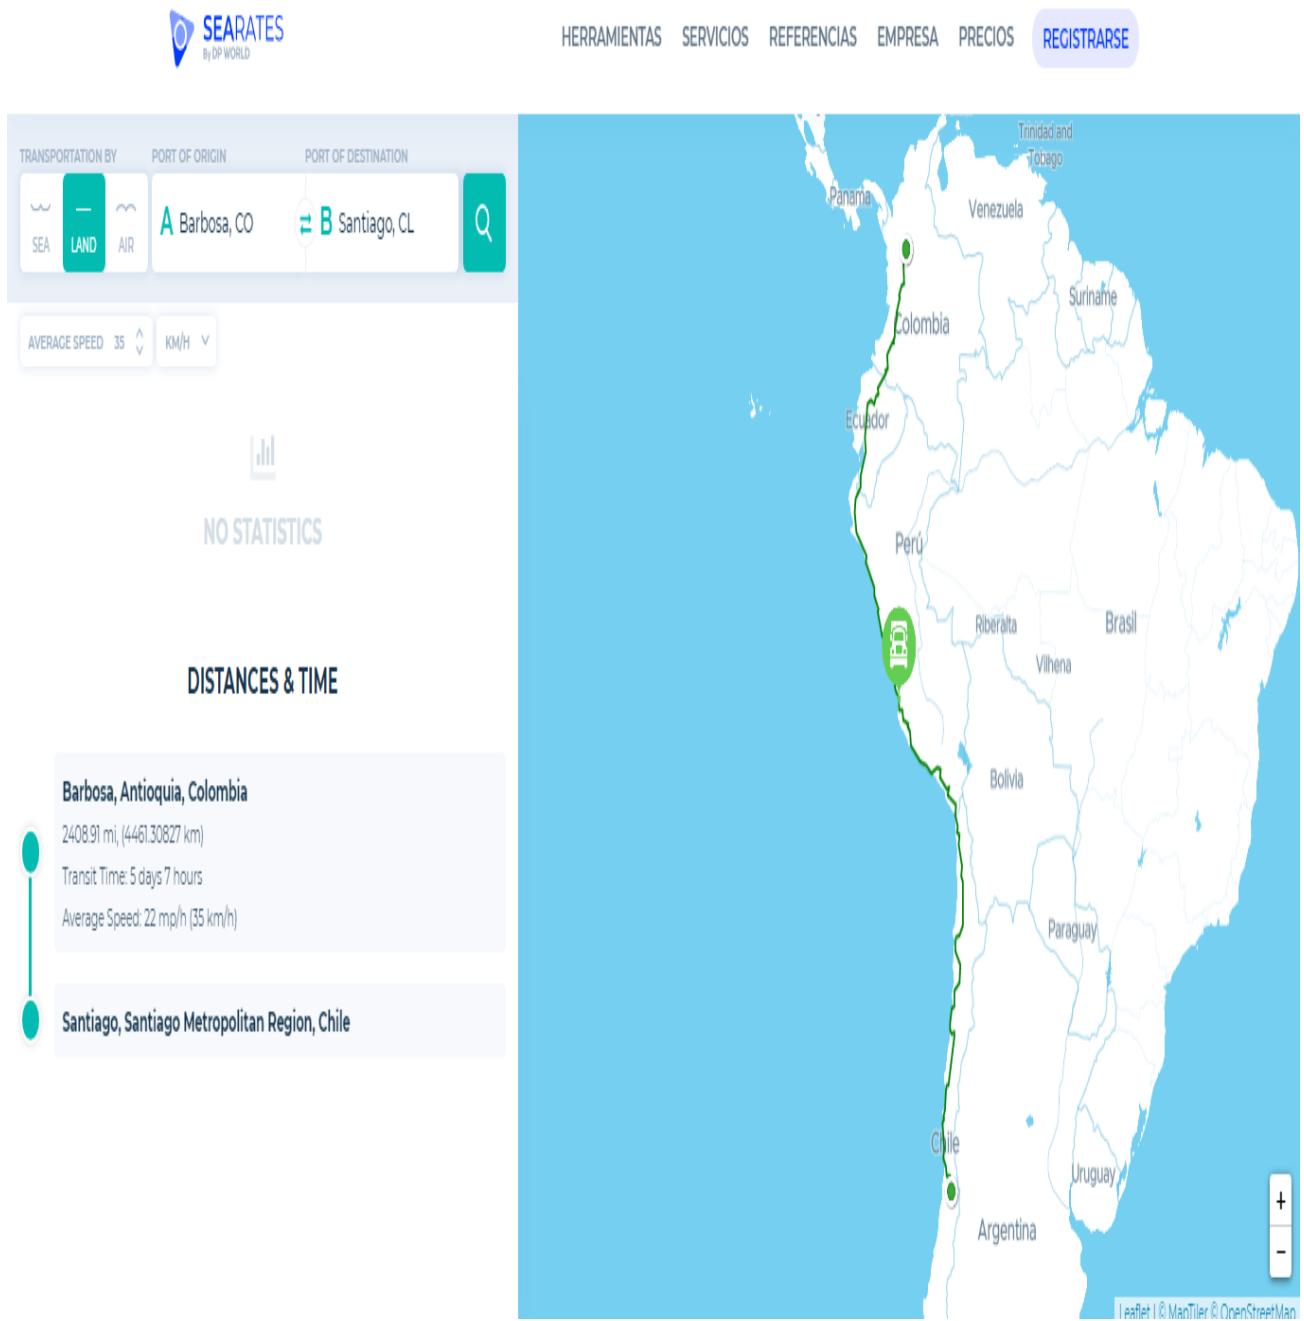 SEARATES
By DP WORLD
HERRAMIENTAS SERVICIOS REFERENCIAS EMPRESA PRECIOS REGISTRARSE
TRANSPORTATION BY PORT OF ORIGIN PORT OF DESTINATION
SEA LAND AIR
A Barbosa, CO B Santiago, CL
AVERAGE SPEED 35 KM/H
NO STATISTICS
DISTANCES & TIME
Barbosa, Antioquia, Colombia
2408.91 mi, (4461.30827 km)
Transit Time: 5 days 7 hours
Average Speed: 22 mp/h (35 km/h)
Santiago, Santiago Metropolitan Region, Chile
Trinidad and
Tobago
Panama
Venezuela
Suriname
Colombia
Ecuador
Perú
Riberalta
Brasil
Vilhena
Bolivia
Paraguay
Chile
Uruguay
Argentina
+
−
Leaflet | © MapTiler © OpenStreetMap